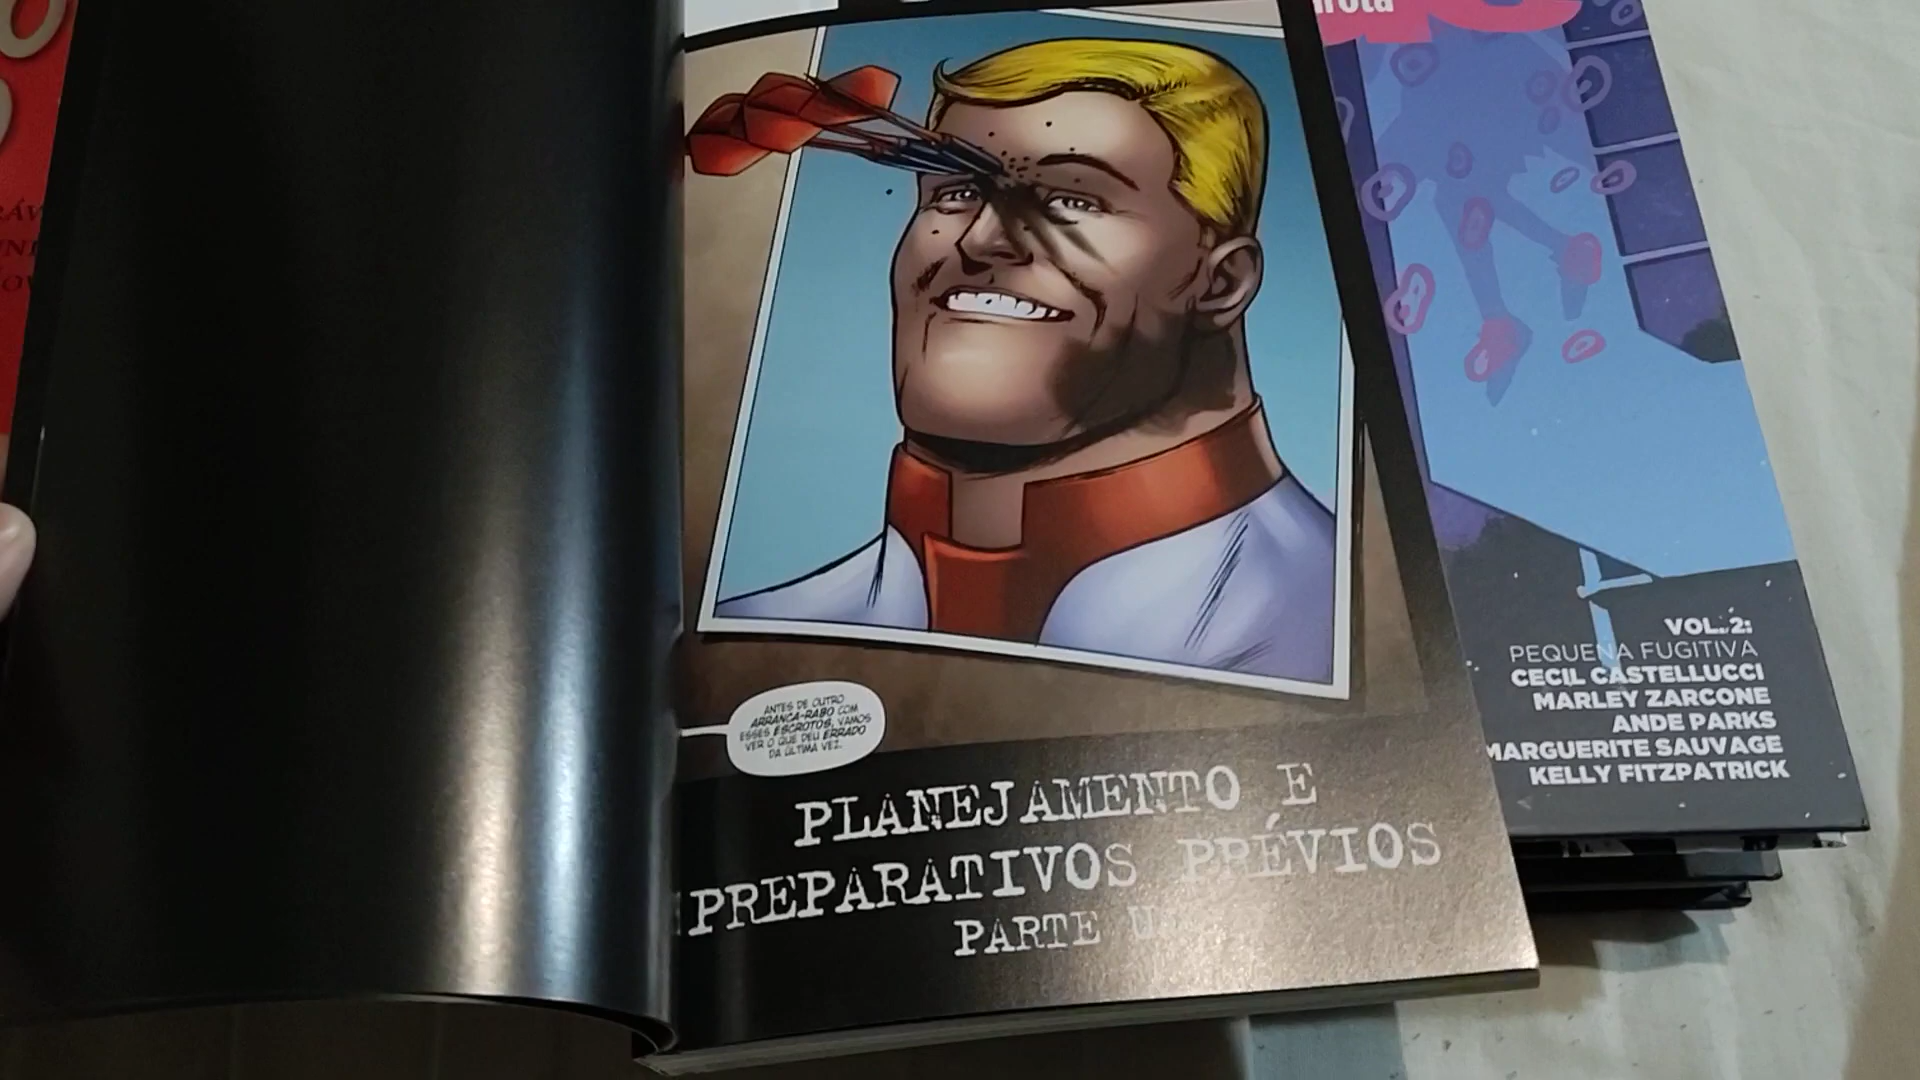 ANTES DE OUTRO
ARRANCA-RABO COM
ESSES ESCROTOS, VAMOS
VER O QUE DEU ERRADO
DA ÚLTIMA VEZ.
PLANEJAMENTO E
PREPARATIVOS PRÉVIOS
PARTE
VOL. 2:
PEQUENA FUGITIVA
CECIL CASTELLUCCI
MARLEY ZARCONE
ANDE PARKS
MARGUERITE SAUVAGE
KELLY FITZPATRICK